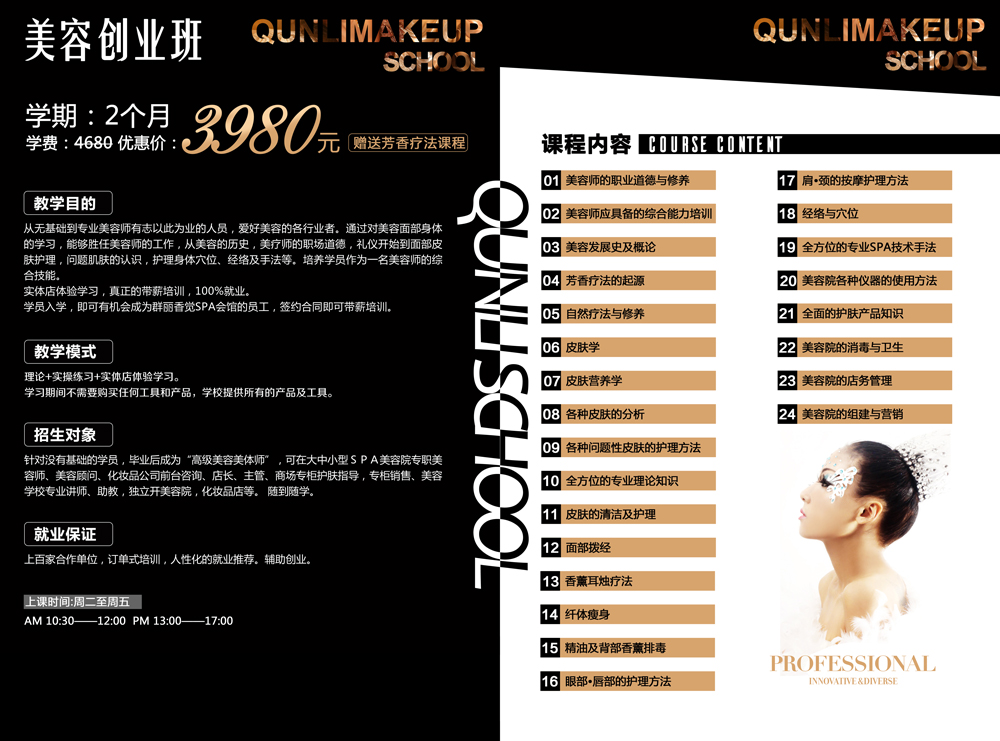 美容创业班
QUNLIMAKEUP
SCHOOL
学期：2个月
学费：4680 优惠价：3980元 赠送芳香疗法课程
教学目的
从无基础到专业美容师有志以此为业的人员，爱好美容的各行业者。通过对美容面部身体
的学习，能够胜任美容师的工作，从美容的历史，美疗师的职场道德，礼仪开始到面部皮
肤护理，问题肌肤的认识，护理身体穴位、经络及手法等。培养学员作为一名美容师的综
合技能。
实体店体验学习，真正的带薪培训，100%就业。
学员入学，即可有机会成为群丽香觉SPA会馆的员工，签约合同即可带薪培训。
教学模式
理论+实操练习+实体店体验学习。
学习期间不需要购买任何工具和产品，学校提供所有的产品及工具。
招生对象
针对没有基础的学员，毕业后成为“高级美容美体师”，可在大中小型ＳＰＡ美容院专职美
容师、美容顾问、化妆品公司前台咨询、店长、主管、商场专柜护肤指导，专柜销售、美容
学校专业讲师、助教，独立开美容院，化妆品店等。 随到随学。
就业保证
上百家合作单位，订单式培训，人性化的就业推荐。辅助创业。
上课时间:周二至周五
AM 10:30——12:00 PM 13:00——17:00
QUNLISCHOOL
QUNLIMAKEUP
SCHOOL
课程内容 COURSE CONTENT
01 美容师的职业道德与修养
02 美容师应具备的综合能力培训
03 美容发展史及概论
04 芳香疗法的起源
05 自然疗法与修养
06 皮肤学
07 皮肤营养学
08 各种皮肤的分析
09 各种问题性皮肤的护理方法
10 全方位的专业理论知识
11 皮肤的清洁及护理
12 面部拨经
13 香薰耳烛疗法
14 纤体瘦身
15 精油及背部香薰排毒
16 眼部•唇部的护理方法
17 肩•颈的按摩护理方法
18 经络与穴位
19 全方位的专业SPA技术手法
20 美容院各种仪器的使用方法
21 全面的护肤产品知识
22 美容院的消毒与卫生
23 美容院的店务管理
24 美容院的组建与营销
PROFESSIONAL
INNOVATIVE&DIVERSE